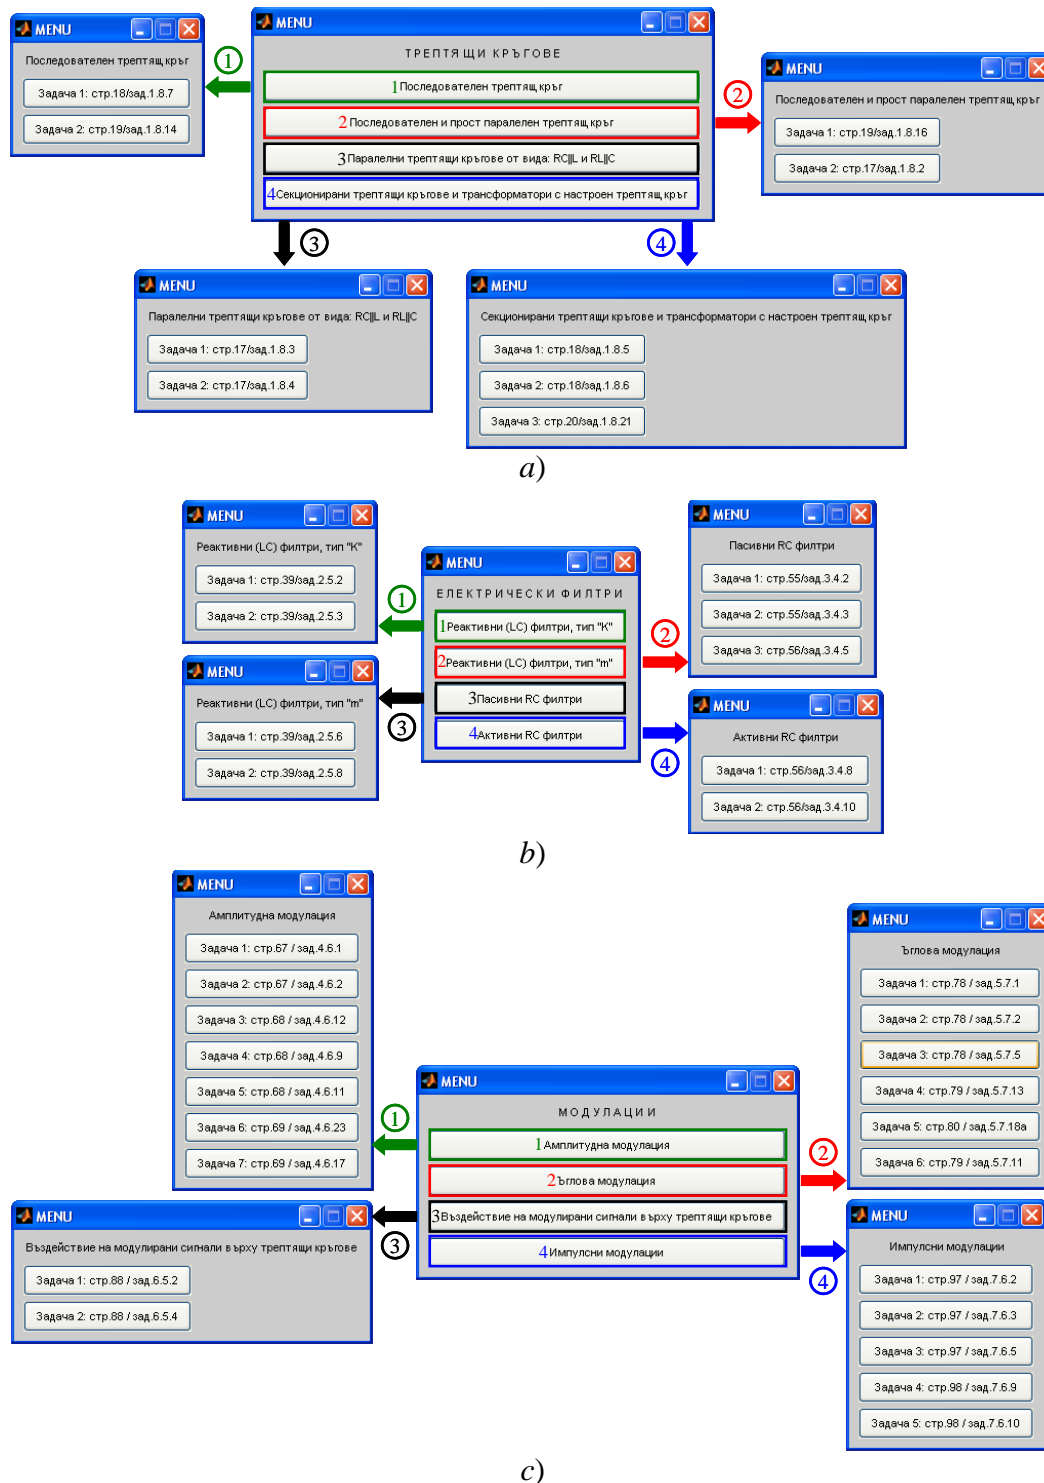 MENU
Последователен трептящ кръг
Задача 1: стр.18/зад.1.8.7
Задача 2: стр.19/зад.1.8.14
1
MENU
ТРЕПТЯЩИ КРЪГОВЕ
1Последователен трептящ кръг
2Последователен и прост паралелен трептящ кръг
3Паралелни трептящи кръгове от вида: RC||L и RL||C
4Секционирани трептящи кръгове и трансформатори с настроен трептящ кръг
2
MENU
Последователен и прост паралелен трептящ кръг
Задача 1: стр.19/зад.1.8.16
Задача 2: стр.17/зад.1.8.2
3
4
MENU
Паралелни трептящи кръгове от вида: RC||L и RL||C
Задача 1: стр.17/зад.1.8.3
Задача 2: стр.17/зад.1.8.4
MENU
Секционирани трептящи кръгове и трансформатори с настроен трептящ кръг
Задача 1: стр.18/зад.1.8.5
Задача 2: стр.18/зад.1.8.6
Задача 3: стр.20/зад.1.8.21
a)
MENU
Реактивни (LC) филтри, тип "K"
Задача 1: стр.39/зад.2.5.2
Задача 2: стр.39/зад.2.5.3
1
MENU
Реактивни (LC) филтри, тип "m"
Задача 1: стр.39/зад.2.5.6
Задача 2: стр.39/зад.2.5.8
3
MENU
ЕЛЕКТРИЧЕСКИ ФИЛТРИ
1Реактивни (LC) филтри, тип "K"
2Реактивни (LC) филтри, тип "m"
3Пасивни RC филтри
4Активни RC филтри
2
MENU
Пасивни RC филтри
Задача 1: стр.55/зад.3.4.2
Задача 2: стр.55/зад.3.4.3
Задача 3: стр.56/зад.3.4.5
4
MENU
Активни RC филтри
Задача 1: стр.56/зад.3.4.8
Задача 2: стр.56/зад.3.4.10
b)
MENU
Амплитудна модулация
Задача 1: стр.67 / зад.4.6.1
Задача 2: стр.67 / зад.4.6.2
Задача 3: стр.68 / зад.4.6.12
Задача 4: стр.68 / зад.4.6.9
Задача 5: стр.68 / зад.4.6.11
Задача 6: стр.69 / зад.4.6.23
Задача 7: стр.69 / зад.4.6.17
1
MENU
Въздействие на модулирани сигнали върху трептящи кръгове
Задача 1: стр.88 / зад.6.5.2
Задача 2: стр.88 / зад.6.5.4
3
MENU
МОДУЛАЦИИ
1Амплитудна модулация
2Ъглова модулация
3Въздействие на модулирани сигнали върху трептящи кръгове
4Импулсни модулации
2
MENU
Ъглова модулация
Задача 1: стр.78 / зад.5.7.1
Задача 2: стр.78 / зад.5.7.2
Задача 3: стр.78 / зад.5.7.5
Задача 4: стр.79 / зад.5.7.13
Задача 5: стр.80 / зад.5.7.18а
Задача 6: стр.79 / зад.5.7.11
4
MENU
Импулсни модулации
Задача 1: стр.97 / зад.7.6.2
Задача 2: стр.97 / зад.7.6.3
Задача 3: стр.97 / зад.7.6.5
Задача 4: стр.98 / зад.7.6.9
Задача 5: стр.98 / зад.7.6.10
c)